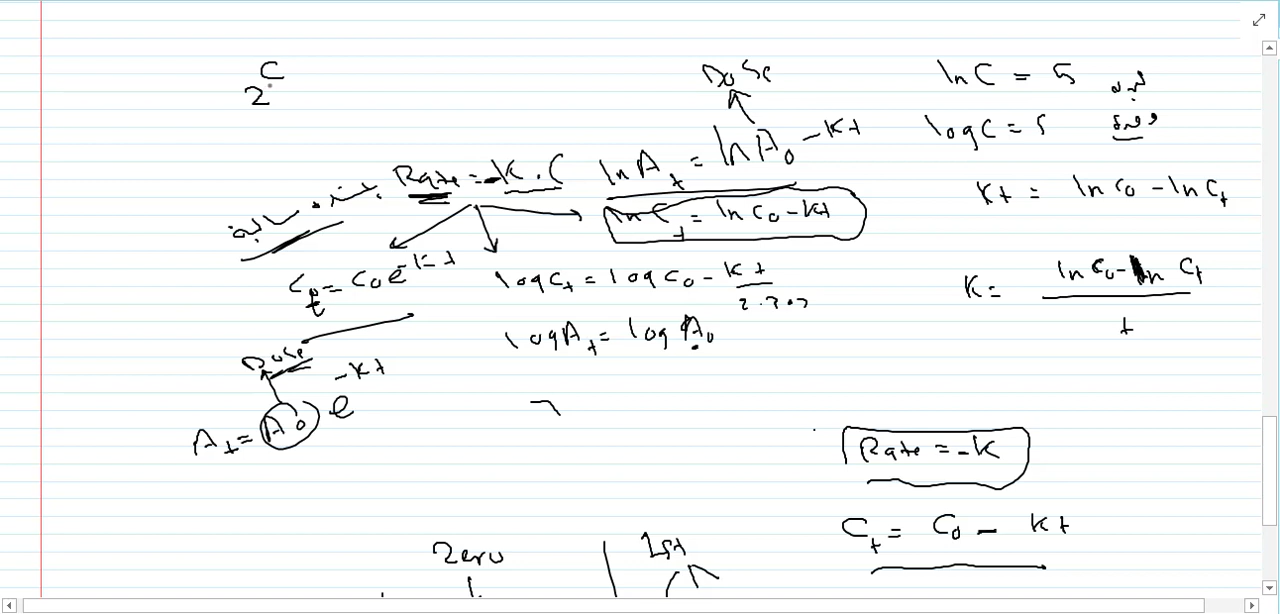 C
2
Dose
ln C = 5
log C = 5
Rate = -K . C
ln A_t = ln A_0 - Kt
Kt = ln C_0 - ln C_t
ln C_t = ln C_0 - Kt
C_t = C_0 e^-Kt
log C_t = log C_0 - Kt / 2.303
K = ln C_0 - ln C_t / t
log A_t = log A_0
Dose
A_t = A_0 e^-Kt
Rate = -K
C_t = C_0 - Kt
Zero
1st